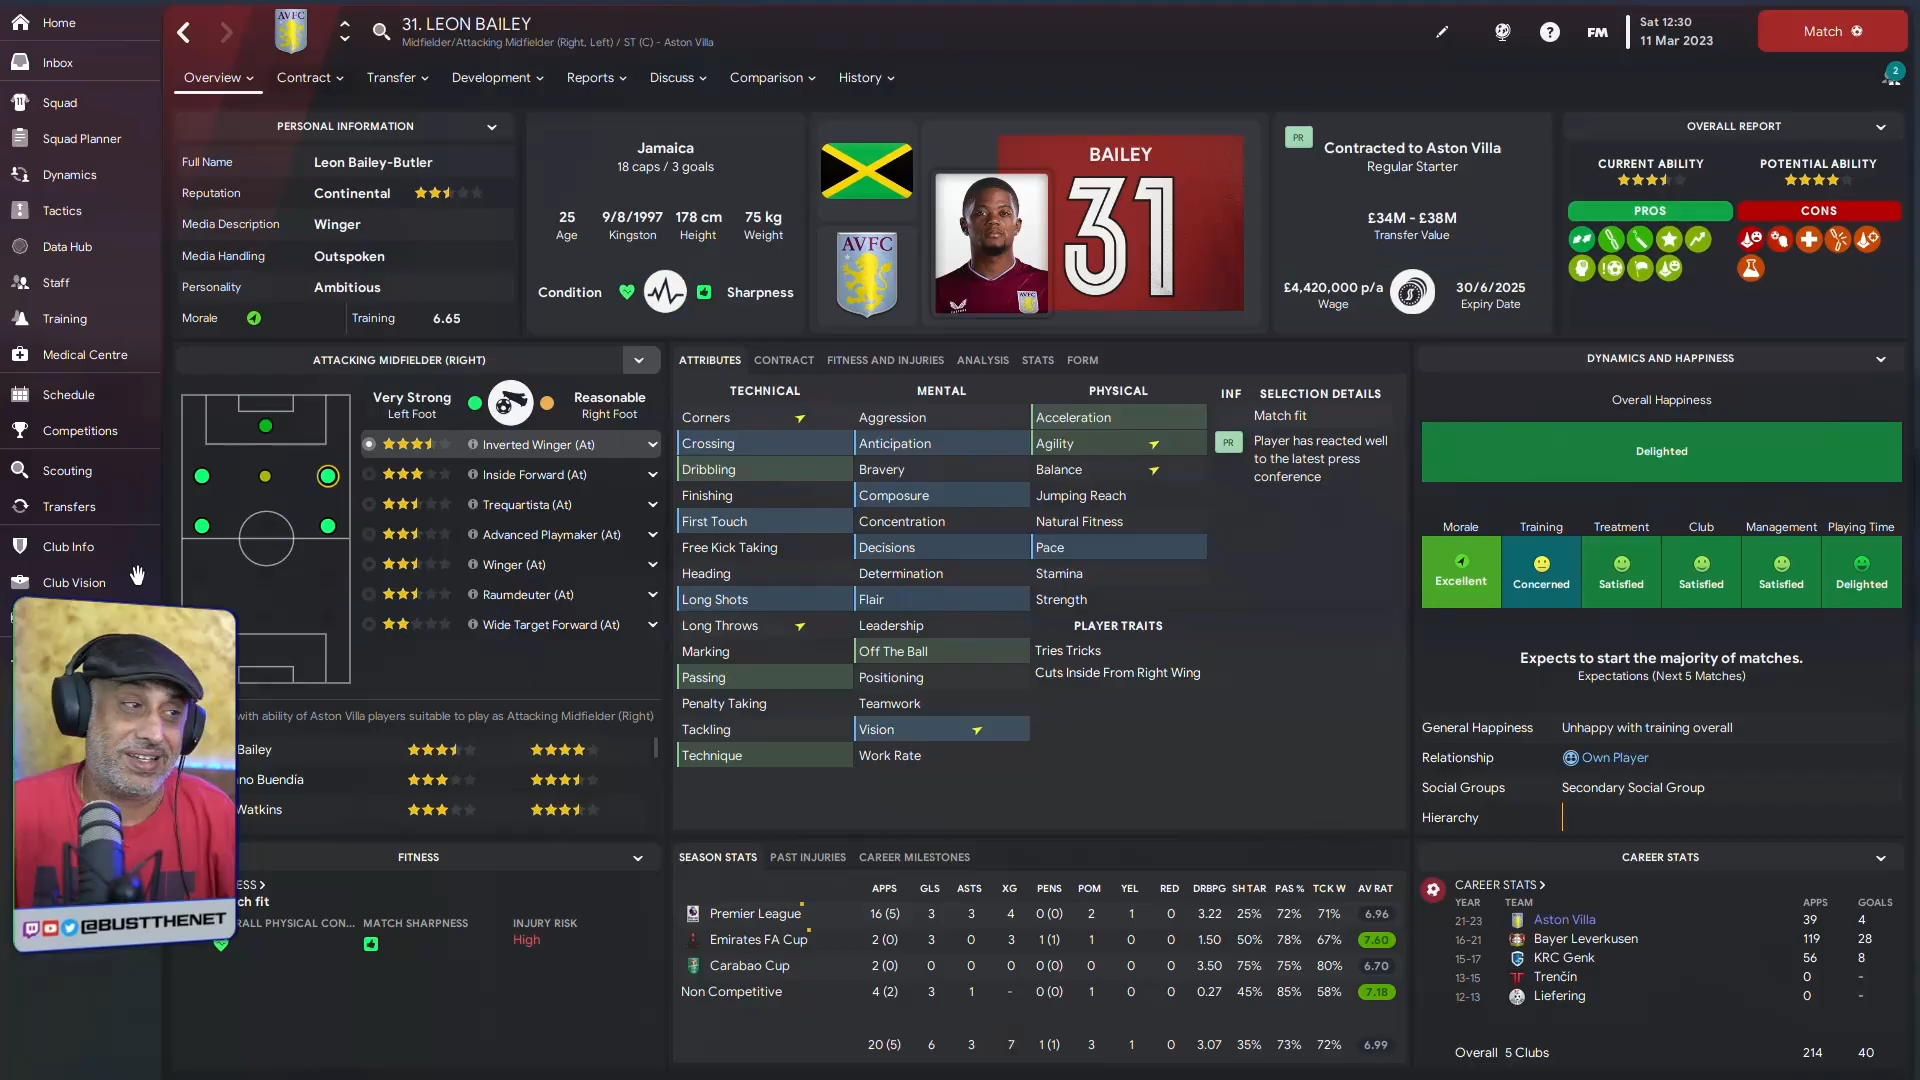 Home
Inbox
Squad
Squad Planner
Dynamics
Tactics
Data Hub
Staff
Training
Medical Centre
Schedule
Competitions
Scouting
Transfers
Club Info
Club Vision
AVFC
31. LEON BAILEY
Midfielder/Attacking Midfielder (Right, Left) / ST (C) - Aston Villa
FM
Sat 12:30
11 Mar 2023
Match
2
Overview Contract Transfer Development Reports Discuss Comparison History
PERSONAL INFORMATION
Full Name Leon Bailey-Butler
Reputation Continental
Media Description Winger
Media Handling Outspoken
Personality Ambitious
Morale Training 6.65
Jamaica
18 caps / 3 goals
25 9/8/1997 178 cm 75 kg
Age Kingston Height Weight
Condition Sharpness
AVFC
BAILEY
31
PR
Contracted to Aston Villa
Regular Starter
£34M - £38M
Transfer Value
£4,420,000 p/a 30/6/2025
Wage Expiry Date
OVERALL REPORT
CURRENT ABILITY POTENTIAL ABILITY
PROS CONS
ATTACKING MIDFIELDER (RIGHT)
Very Strong Reasonable
Left Foot Right Foot
Inverted Winger (At)
Inside Forward (At)
Trequartista (At)
Advanced Playmaker (At)
Winger (At)
Raumdeuter (At)
Wide Target Forward (At)
with ability of Aston Villa players suitable to play as Attacking Midfielder (Right)
Bailey
no Buendía
Watkins
FITNESS
ESS
ch fit
RALL PHYSICAL CON... MATCH SHARPNESS INJURY RISK
High
@BUSTTHENET
ATTRIBUTES CONTRACT FITNESS AND INJURIES ANALYSIS STATS FORM
TECHNICAL MENTAL PHYSICAL INF SELECTION DETAILS
Corners Aggression Acceleration Match fit
Crossing Anticipation Agility PR Player has reacted well
Dribbling Bravery Balance to the latest press
Finishing Composure Jumping Reach conference
First Touch Concentration Natural Fitness
Free Kick Taking Decisions Pace
Heading Determination Stamina
Long Shots Flair Strength
Long Throws Leadership PLAYER TRAITS
Marking Off The Ball Tries Tricks
Passing Positioning Cuts Inside From Right Wing
Penalty Taking Teamwork
Tackling Vision
Technique Work Rate
SEASON STATS PAST INJURIES CAREER MILESTONES
APPS GLS ASTS XG PENS POM YEL RED DRBPG SH TAR PAS % TCK W AV RAT
Premier League 16 (5) 3 3 4 0 (0) 2 1 0 3.22 25% 72% 71% 6.96
Emirates FA Cup 2 (0) 3 0 3 1 (1) 1 0 0 1.50 50% 78% 67% 7.60
Carabao Cup 2 (0) 0 0 0 0 (0) 0 0 0 3.50 75% 75% 80% 6.70
Non Competitive 4 (2) 3 1 - 0 (0) 1 0 0 0.27 45% 85% 58% 7.18
20 (5) 6 3 7 1 (1) 3 1 0 3.07 35% 73% 72% 6.99
DYNAMICS AND HAPPINESS
Overall Happiness
Delighted
Morale Training Treatment Club Management Playing Time
Excellent Concerned Satisfied Satisfied Satisfied Delighted
Expects to start the majority of matches.
Expectations (Next 5 Matches)
General Happiness Unhappy with training overall
Relationship Own Player
Social Groups Secondary Social Group
Hierarchy
CAREER STATS
CAREER STATS
YEAR TEAM APPS GOALS
21-23 Aston Villa 39 4
16-21 Bayer Leverkusen 119 28
15-17 KRC Genk 56 8
13-15 Trenčín 0 -
12-13 Liefering 0 -
Overall 5 Clubs 214 40